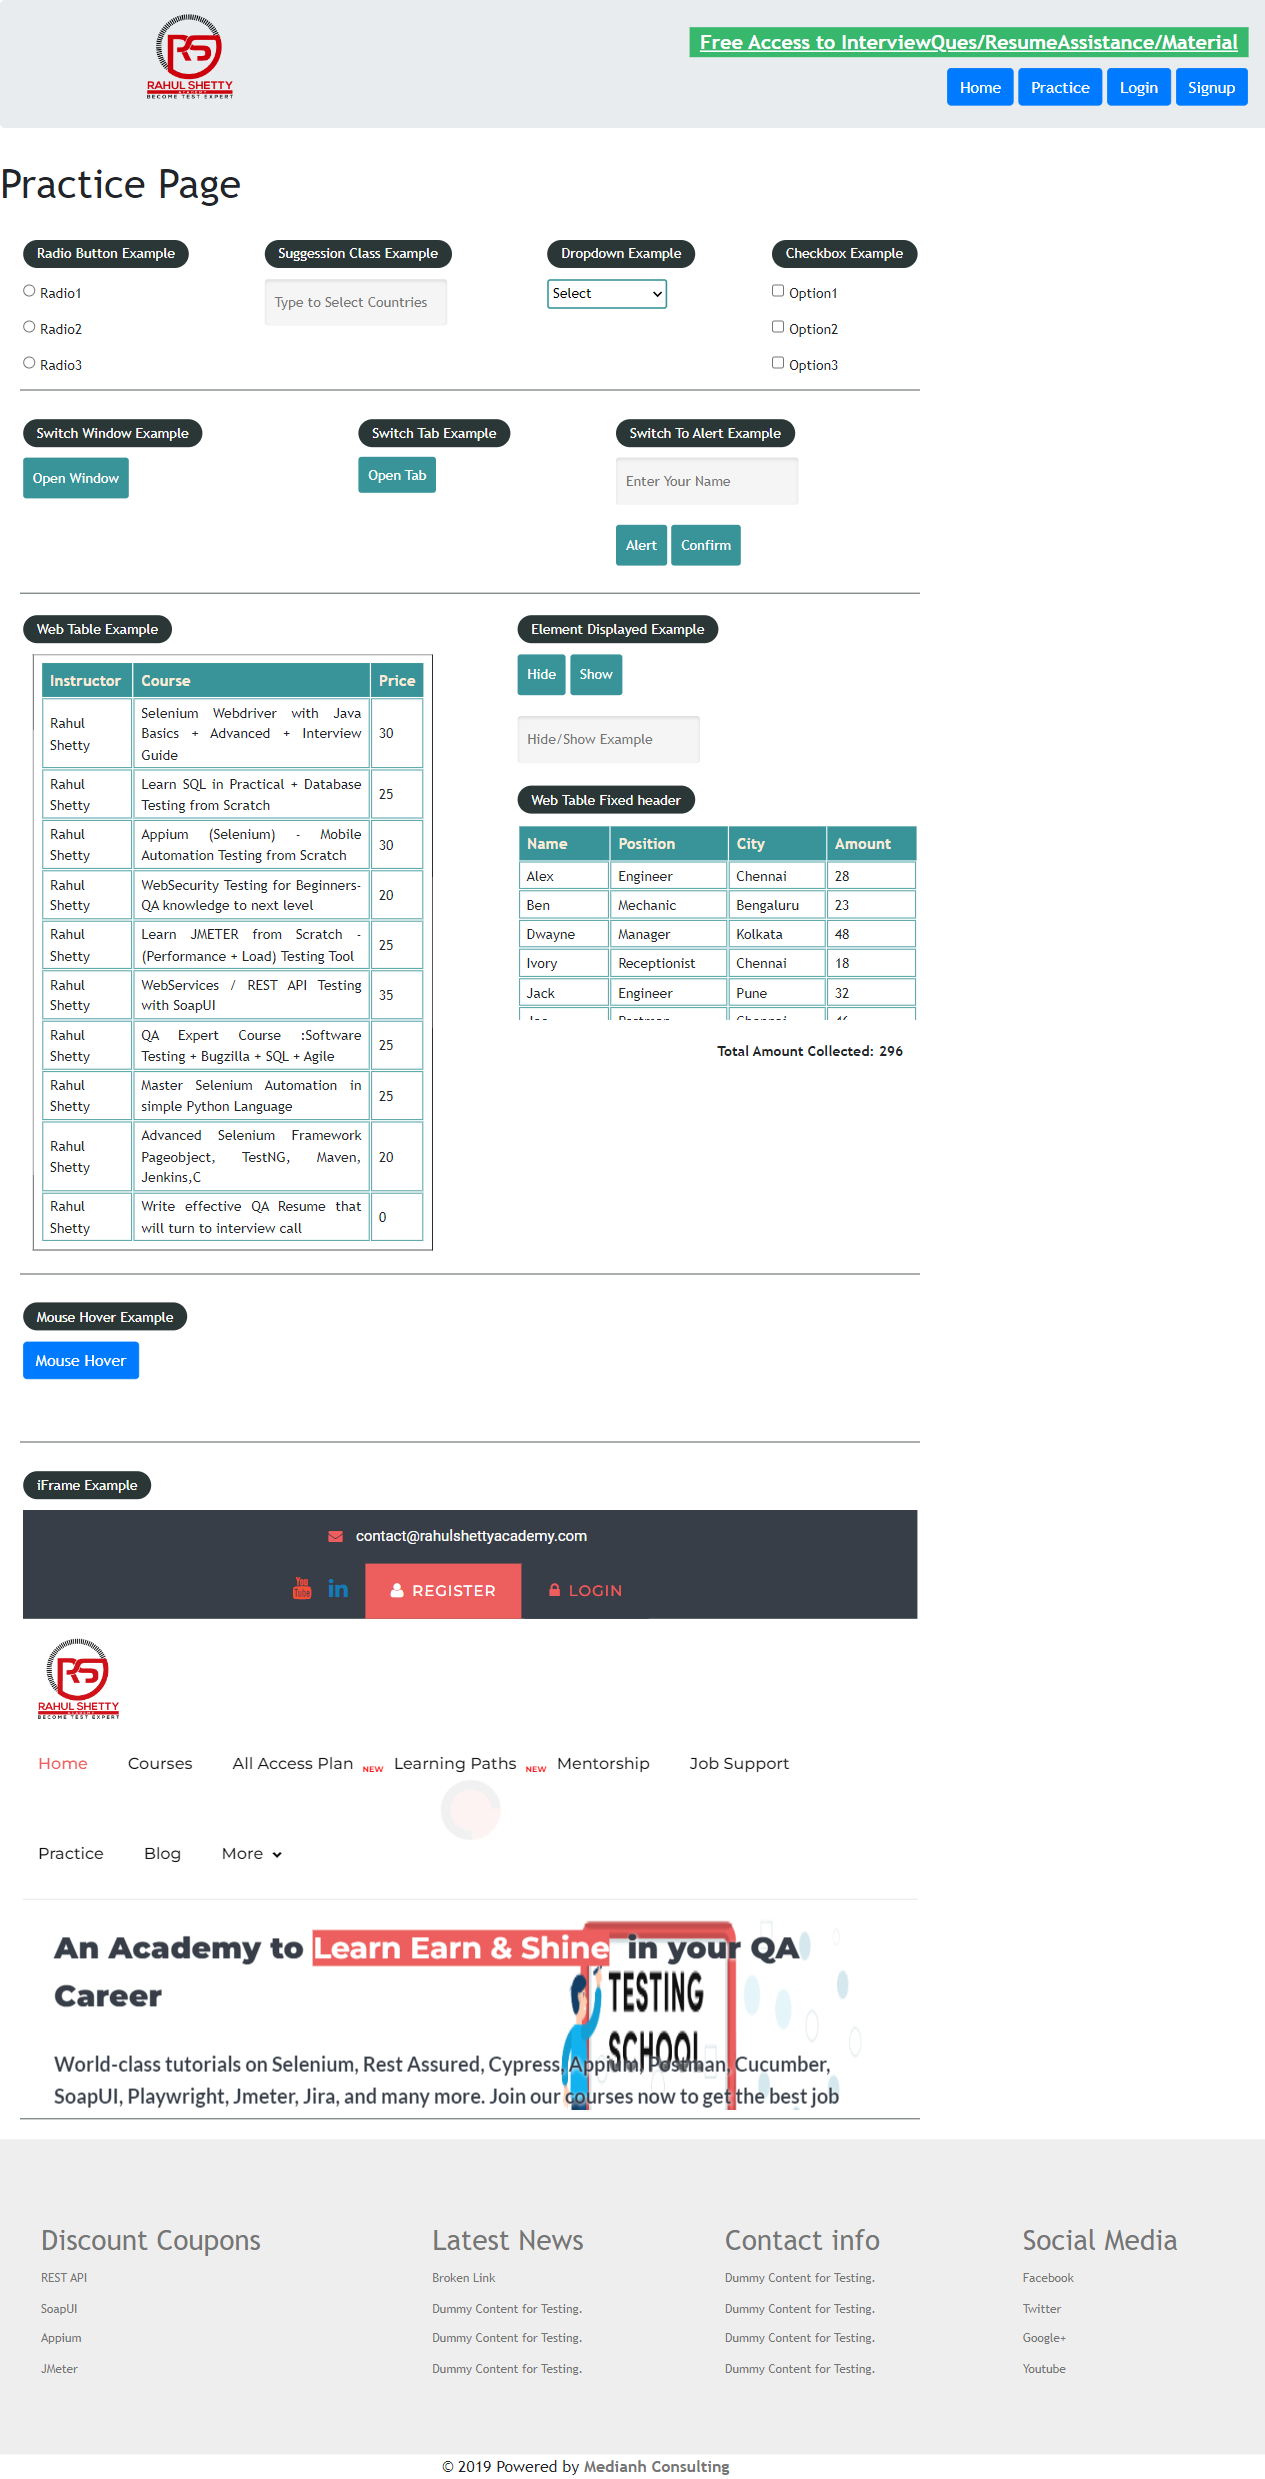 RAHUL SHETTY
ACADEMY
BECOME TEST EXPERT
Free Access to InterviewQues/ResumeAssistance/Material
Home Practice Login Signup
Practice Page
Radio Button Example
Radio1
Radio2
Radio3
Suggession Class Example
Type to Select Countries
Dropdown Example
Select
Checkbox Example
Option1
Option2
Option3
Switch Window Example
Open Window
Switch Tab Example
Open Tab
Switch To Alert Example
Enter Your Name
Alert Confirm
Web Table Example
Instructor Course Price
Rahul Shetty Selenium Webdriver with Java Basics + Advanced + Interview Guide 30
Rahul Shetty Learn SQL in Practical + Database Testing from Scratch 25
Rahul Shetty Appium (Selenium) - Mobile Automation Testing from Scratch 30
Rahul Shetty WebSecurity Testing for Beginners-QA knowledge to next level 20
Rahul Shetty Learn JMETER from Scratch - (Performance + Load) Testing Tool 25
Rahul Shetty WebServices / REST API Testing with SoapUI 35
Rahul Shetty QA Expert Course :Software Testing + Bugzilla + SQL + Agile 25
Rahul Shetty Master Selenium Automation in simple Python Language 25
Rahul Shetty Advanced Selenium Framework Pageobject, TestNG, Maven, Jenkins,C 20
Rahul Shetty Write effective QA Resume that will turn to interview call 0
Element Displayed Example
Hide Show
Hide/Show Example
Web Table Fixed header
Name Position City Amount
Alex Engineer Chennai 28
Ben Mechanic Bengaluru 23
Dwayne Manager Kolkata 48
Ivory Receptionist Chennai 18
Jack Engineer Pune 32
Joe Postman Chennai 46
Total Amount Collected: 296
Mouse Hover Example
Mouse Hover
iFrame Example
contact@rahulshettyacademy.com
You Tube in REGISTER LOGIN
RAHUL SHETTY
ACADEMY
BECOME TEST EXPERT
Home Courses All Access Plan NEW Learning Paths NEW Mentorship Job Support
Practice Blog More
An Academy to Learn Earn & Shine in your QA
Career
TESTING
SCHOOL
World-class tutorials on Selenium, Rest Assured, Cypress, Appium, Postman, Cucumber,
SoapUI, Playwright, Jmeter, Jira, and many more. Join our courses now to get the best job
Discount Coupons
REST API
SoapUI
Appium
JMeter
Latest News
Broken Link
Dummy Content for Testing.
Dummy Content for Testing.
Dummy Content for Testing.
Contact info
Dummy Content for Testing.
Dummy Content for Testing.
Dummy Content for Testing.
Dummy Content for Testing.
Social Media
Facebook
Twitter
Google+
Youtube
© 2019 Powered by Medianh Consulting